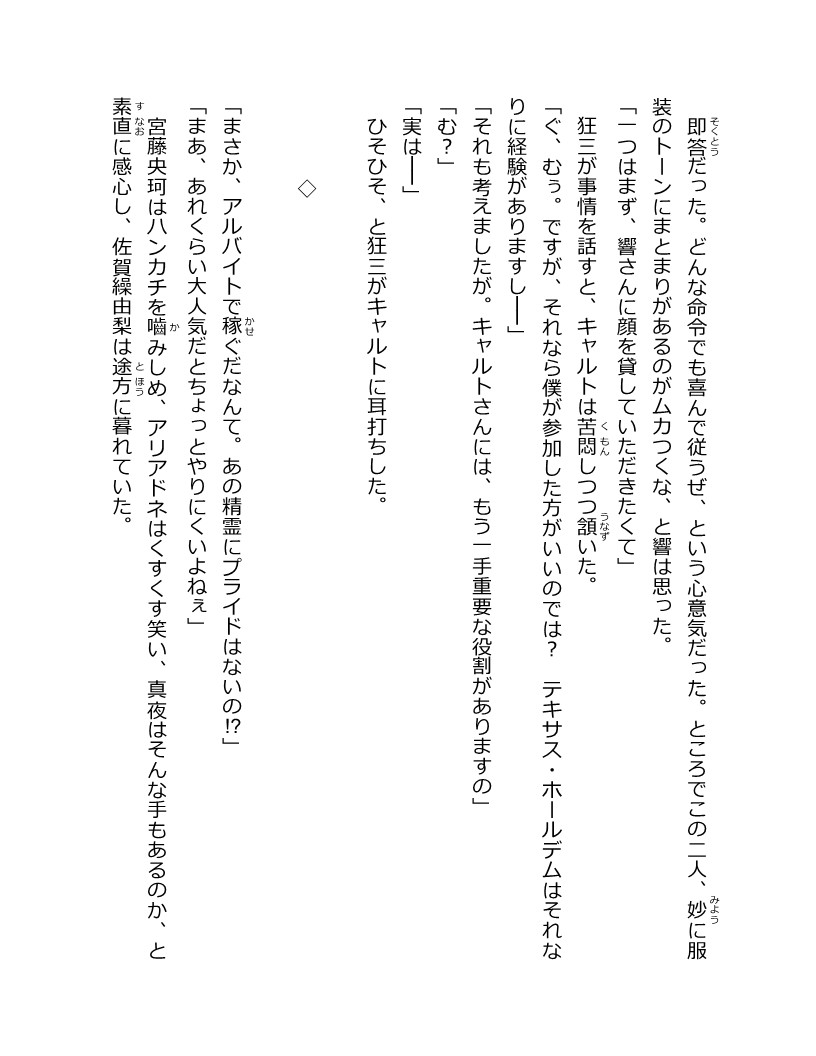 即答だった。どんな命令でも喜んで従うぜ、という心意気だった。ところでこの二人、妙に服
装のトーンにまとまりがあるのがムカつくな、と響は思った。
「一つはまず、響さんに顔を貸していただきたくて」
狂三が事情を話すと、キャルトは苦悶しつつ頷いた。
「ぐ、むぅ。ですが、それなら僕が参加した方がいいのでは？　テキサス・ホールデムはそれな
りに経験がありますし──」
「それも考えましたが。キャルトさんには、もう一手重要な役割がありますの」
「む？」
「実は──」
ひそひそ、と狂三がキャルトに耳打ちした。
◇
「まさか、アルバイトで稼ぐだなんて。あの精霊にプライドはないの!?」
「まあ、あれくらい大人気だとちょっとやりにくいよねぇ」
宮藤央珂はハンカチを嚙みしめ、アリアドネはくすくす笑い、真夜はそんな手もあるのか、と
素直に感心し、佐賀繰由梨は途方に暮れていた。